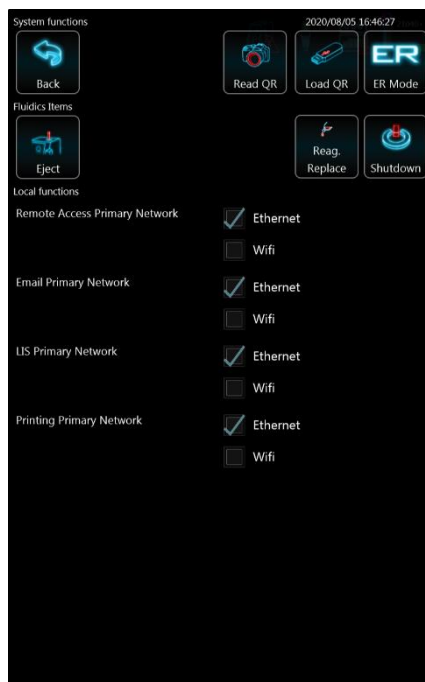 System functions
2020/08/05 16:46:27
Back
Read QR
Load QR
ER
ER Mode
Fluidics Items
Eject
Reag.
Replace
Shutdown
Local functions
Remote Access Primary Network
Ethernet
Wifi
Email Primary Network
Ethernet
Wifi
LIS Primary Network
Ethernet
Wifi
Printing Primary Network
Ethernet
Wifi